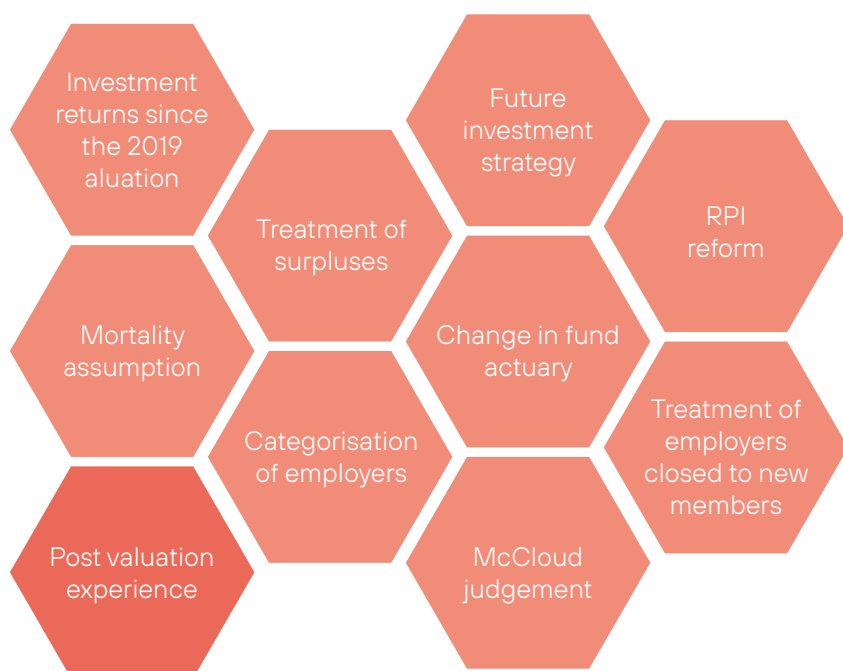 Investment
returns since
the 2019
aluation
Future
investment
strategy
Treatment of
surpluses
RPI
reform
Mortality
assumption
Change in fund
actuary
Categorisation
of employers
Treatment of
employers
closed to new
members
Post valuation
experience
McCloud
judgement